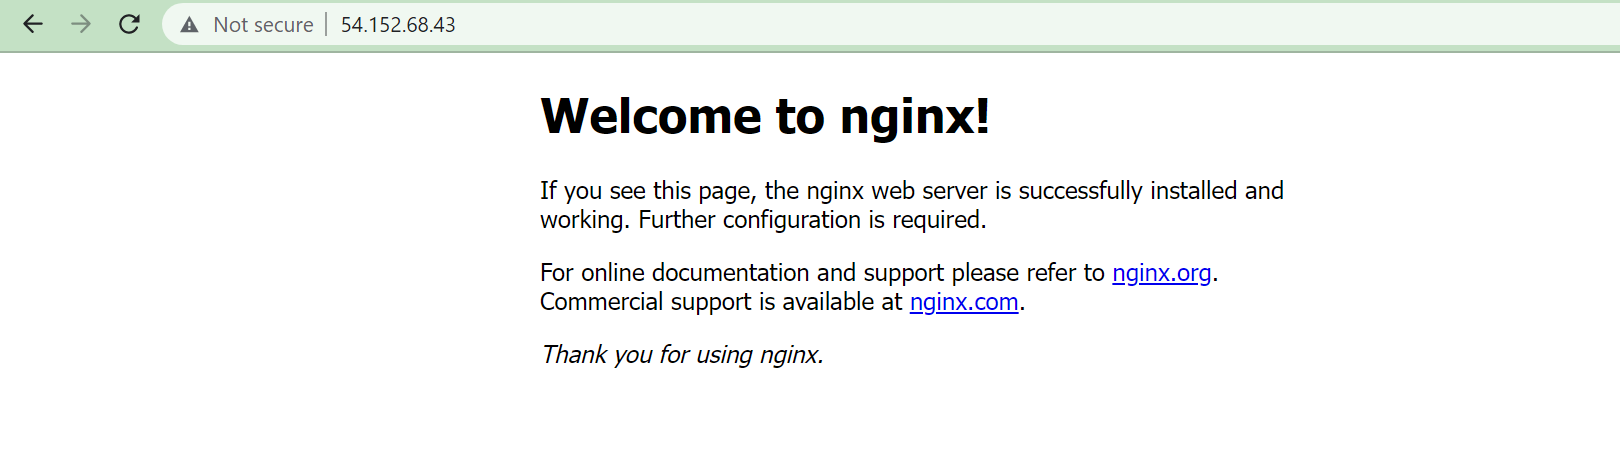 Not secure | 54.152.68.43
Welcome to nginx!
If you see this page, the nginx web server is successfully installed and
working. Further configuration is required.
For online documentation and support please refer to nginx.org.
Commercial support is available at nginx.com.
Thank you for using nginx.